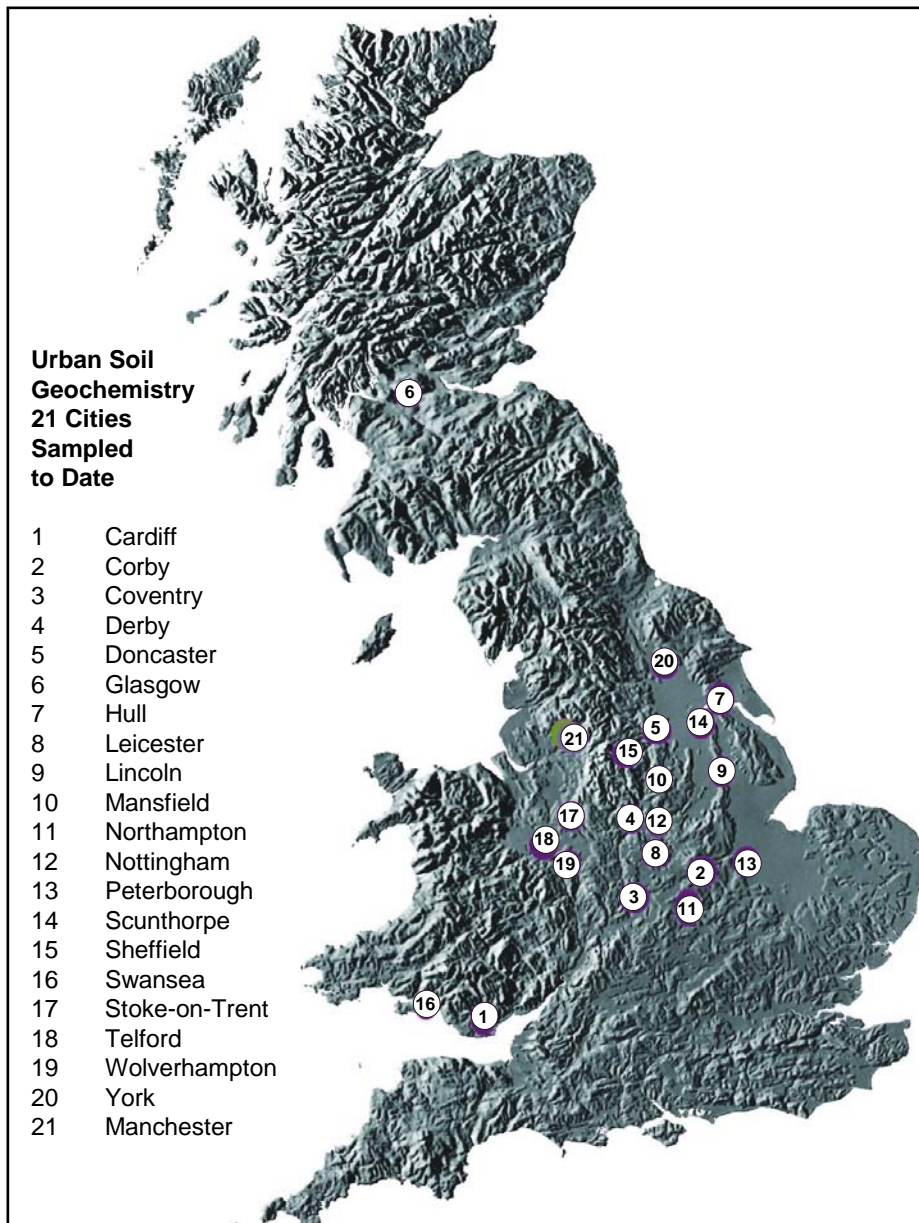 Urban Soil
Geochemistry
21 Cities
Sampled
to Date
1 Cardiff
2 Corby
3 Coventry
4 Derby
5 Doncaster
6 Glasgow
7 Hull
8 Leicester
9 Lincoln
10 Mansfield
11 Northampton
12 Nottingham
13 Peterborough
14 Scunthorpe
15 Sheffield
16 Swansea
17 Stoke-on-Trent
18 Telford
19 Wolverhampton
20 York
21 Manchester
6
20
7
14
5
21
15
9
10
17
4
12
18
8
19
13
2
3
11
16
1